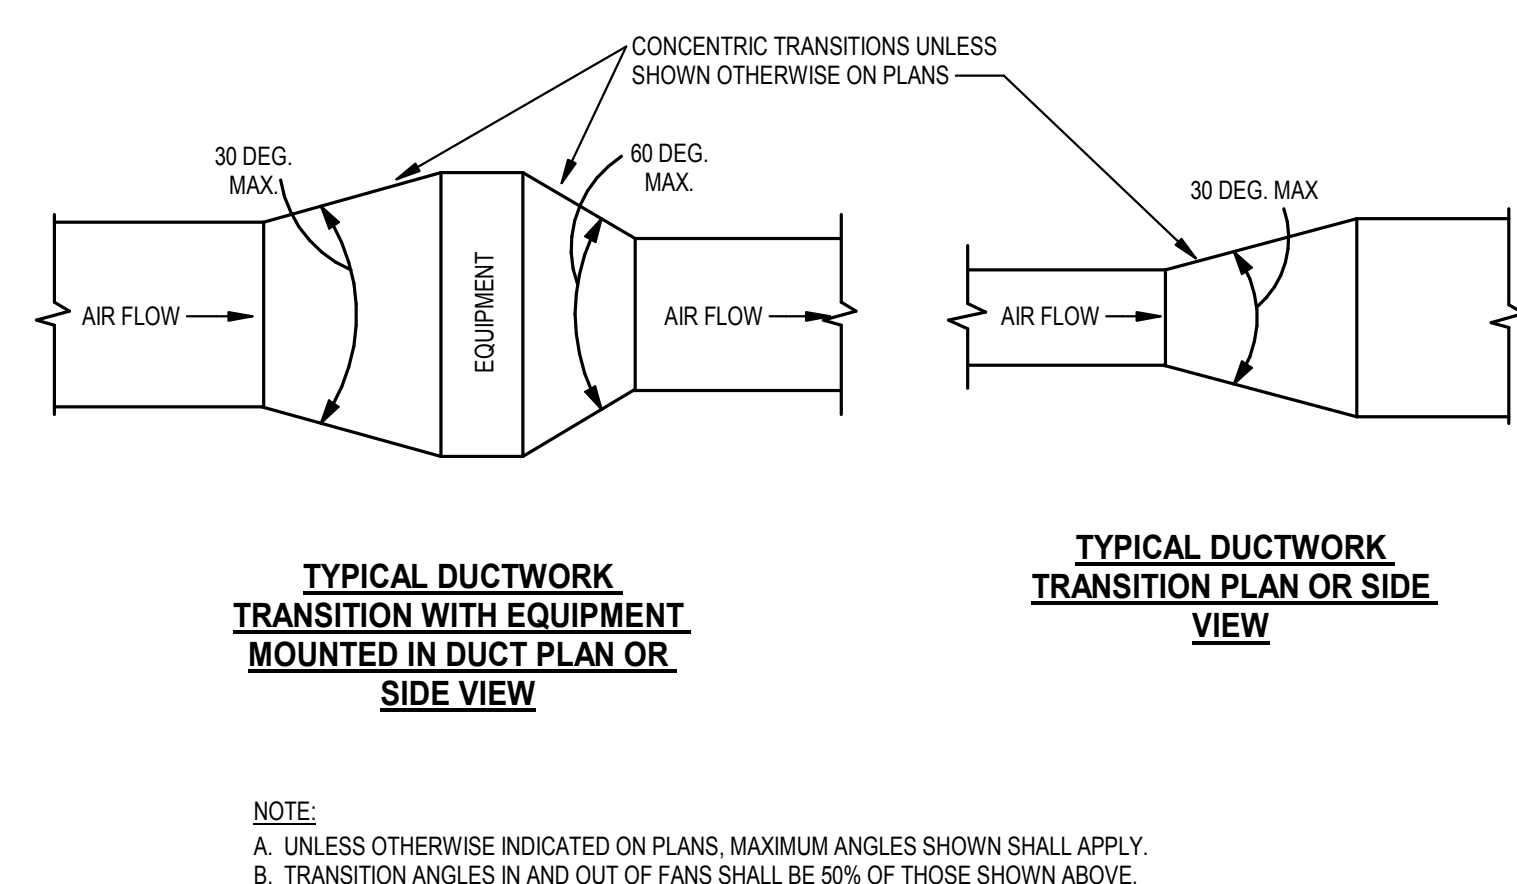 CONCENTRIC TRANSITIONS UNLESS
SHOWN OTHERWISE ON PLANS
30 DEG.
MAX.
60 DEG.
MAX.
30 DEG. MAX
AIR FLOW
EQUIPMENT
AIR FLOW
AIR FLOW
TYPICAL DUCTWORK
TRANSITION WITH EQUIPMENT
MOUNTED IN DUCT PLAN OR
SIDE VIEW
TYPICAL DUCTWORK
TRANSITION PLAN OR SIDE
VIEW
NOTE:
A. UNLESS OTHERWISE INDICATED ON PLANS, MAXIMUM ANGLES SHOWN SHALL APPLY.
B. TRANSITION ANGLES IN AND OUT OF FANS SHALL BE 50% OF THOSE SHOWN ABOVE.